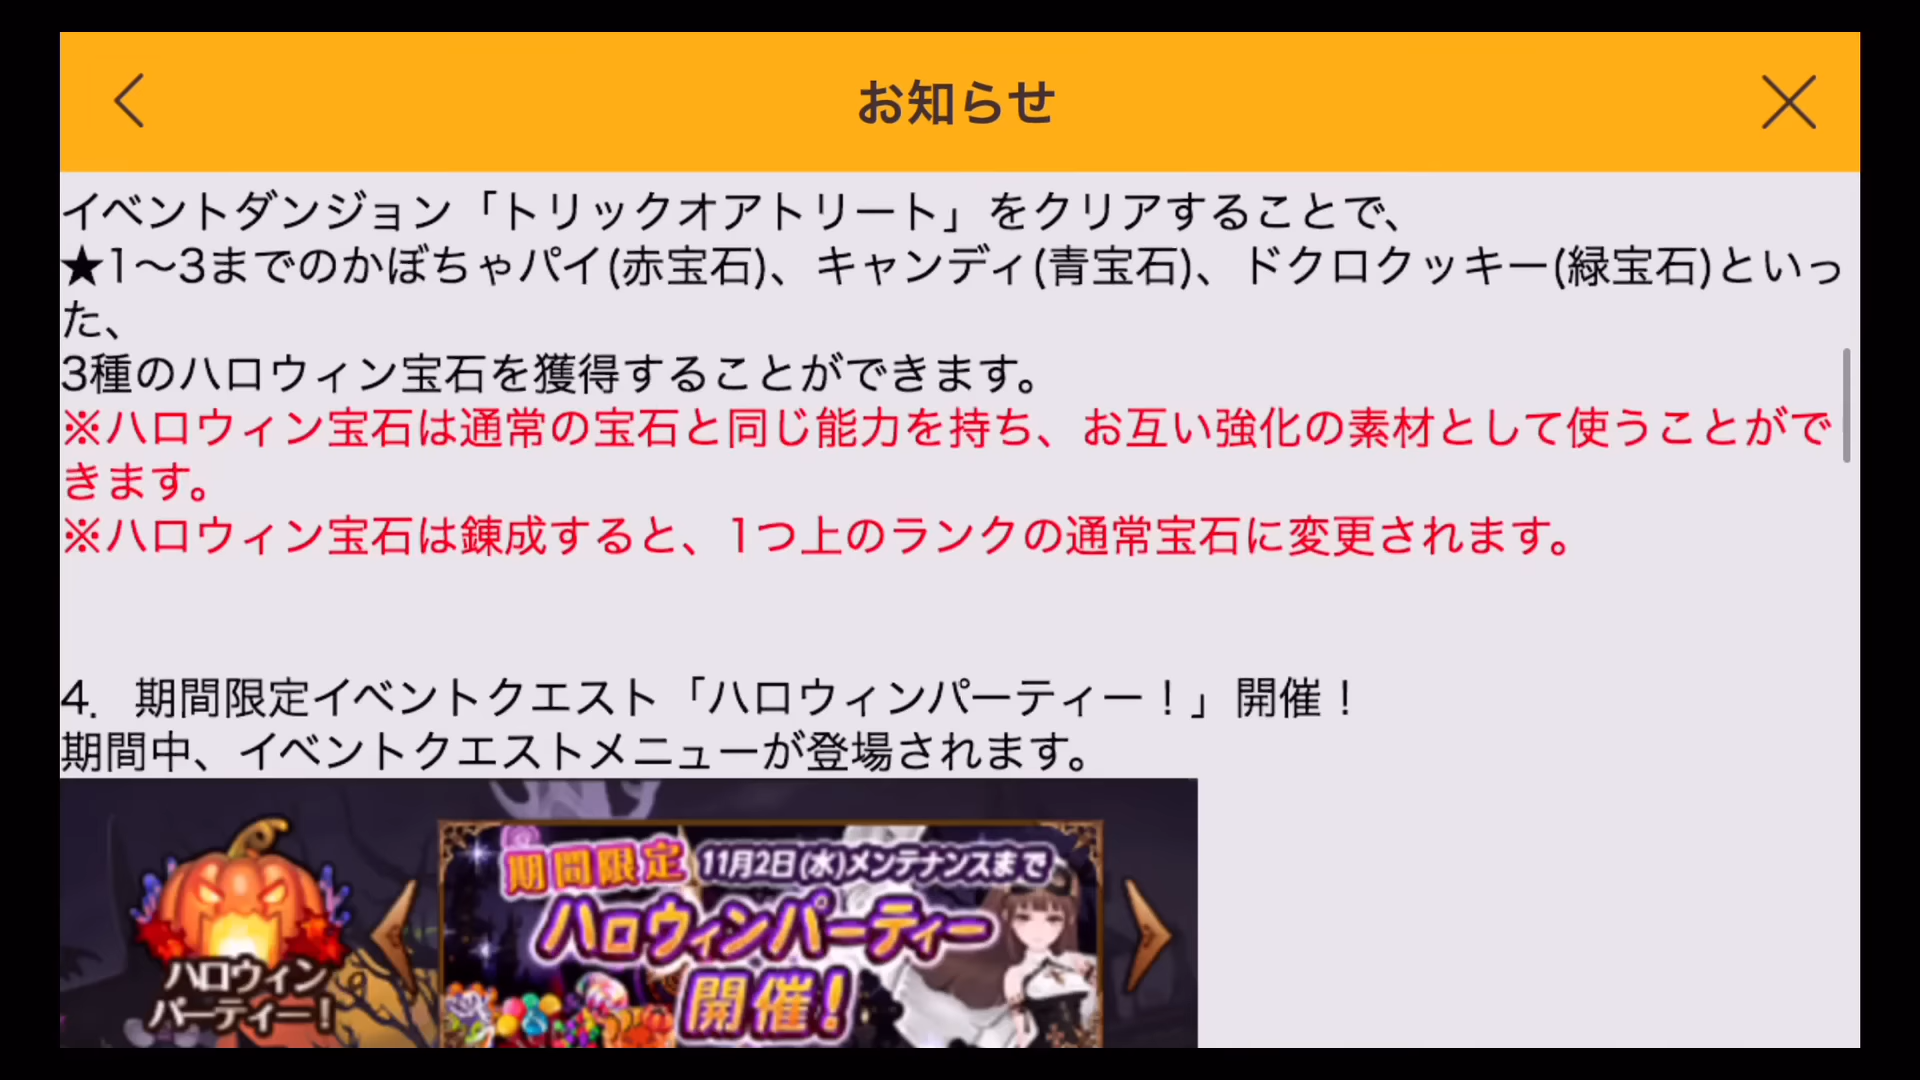 お知らせ
イベントダンジョン「トリックオアトリート」をクリアすることで、
★1〜3までのかぼちゃパイ(赤宝石)、キャンディ(青宝石)、ドクロクッキー(緑宝石)といっ
た、
3種のハロウィン宝石を獲得することができます。
※ハロウィン宝石は通常の宝石と同じ能力を持ち、お互い強化の素材として使うことがで
きます。
※ハロウィン宝石は錬成すると、1つ上のランクの通常宝石に変更されます。
4．期間限定イベントクエスト「ハロウィンパーティー！」開催！
期間中、イベントクエストメニューが登場されます。
期間限定 11月2日(水)メンテナンスまで
ハロウィンパーティー
開催！
ハロウィン
パーティー！